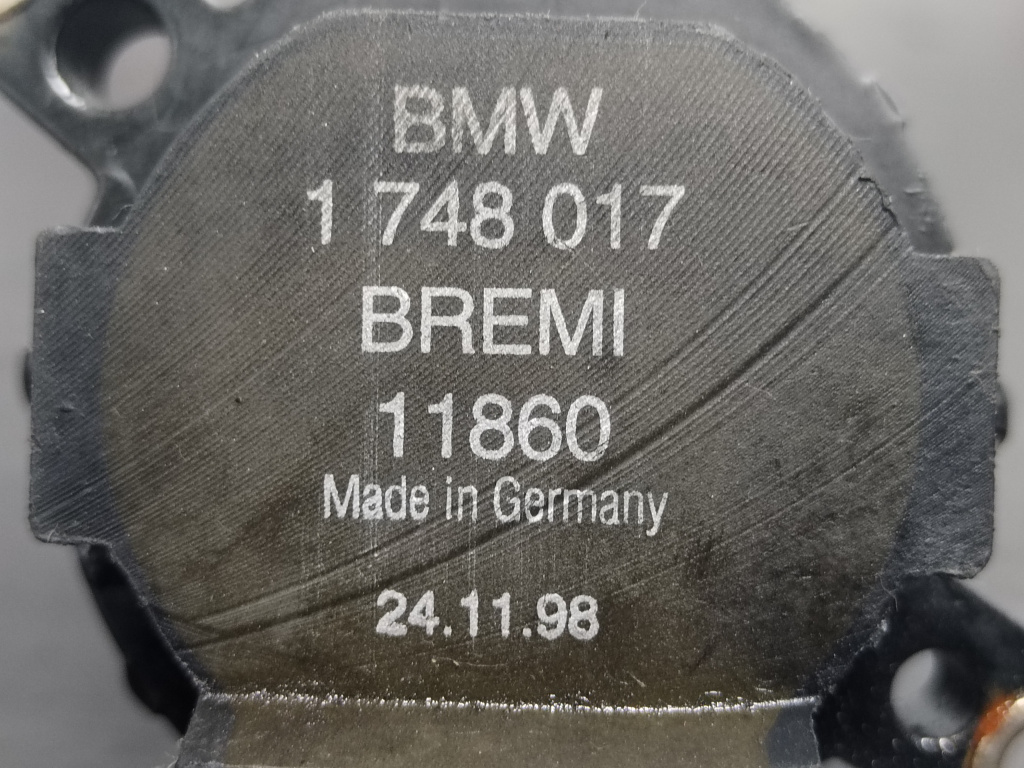 BMW
1 748 017
BREMI
11860
Made in Germany
24.11.98